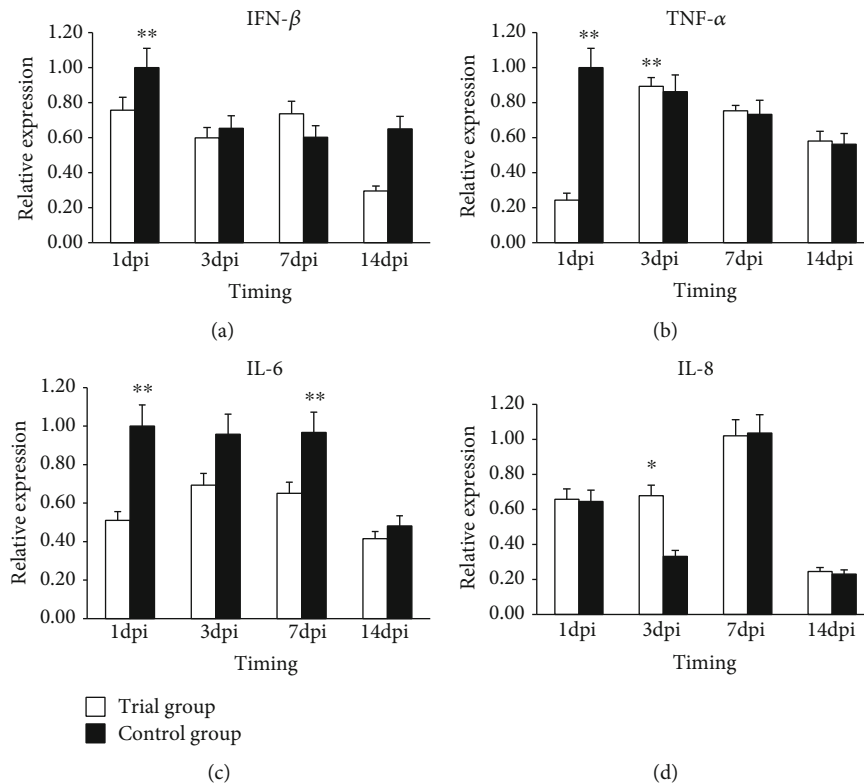 IFN-β
Relative expression
1.20
1.00
0.80
0.60
0.40
0.20
0.00
**
1dpi 3dpi 7dpi 14dpi
Timing
(a)
TNF-α
Relative expression
1.20
1.00
0.80
0.60
0.40
0.20
0.00
** **
1dpi 3dpi 7dpi 14dpi
Timing
(b)
IL-6
Relative expression
1.20
1.00
0.80
0.60
0.40
0.20
0.00
** **
1dpi 3dpi 7dpi 14dpi
Timing
Trial group
Control group
(c)
IL-8
Relative expression
1.20
1.00
0.80
0.60
0.40
0.20
0.00
*
1dpi 3dpi 7dpi 14dpi
Timing
(d)